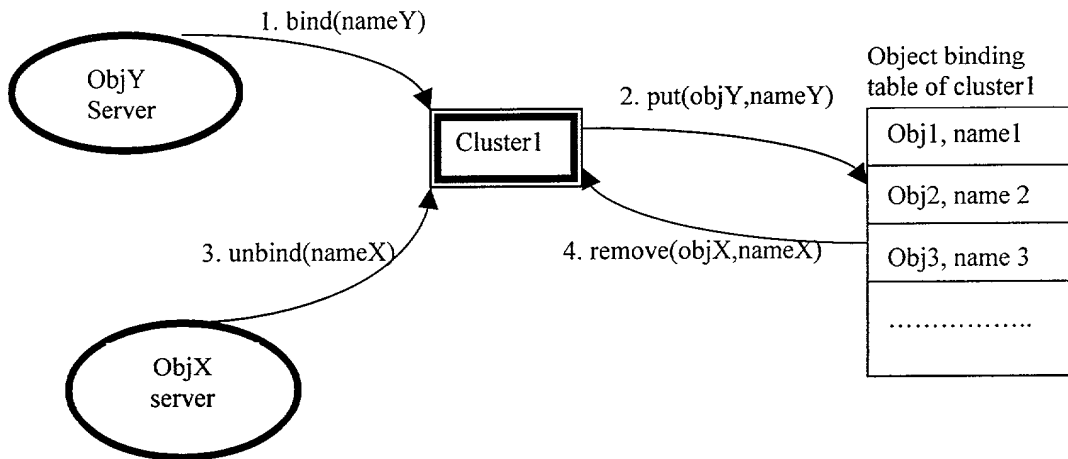 1. bind(nameY)
ObjY
Server
Object binding
table of cluster1
2. put(objY,nameY)
Cluster1
Obj1, name1
Obj2, name 2
3. unbind(nameX)
4. remove(objX,nameX)
Obj3, name 3
………………..
ObjX
server